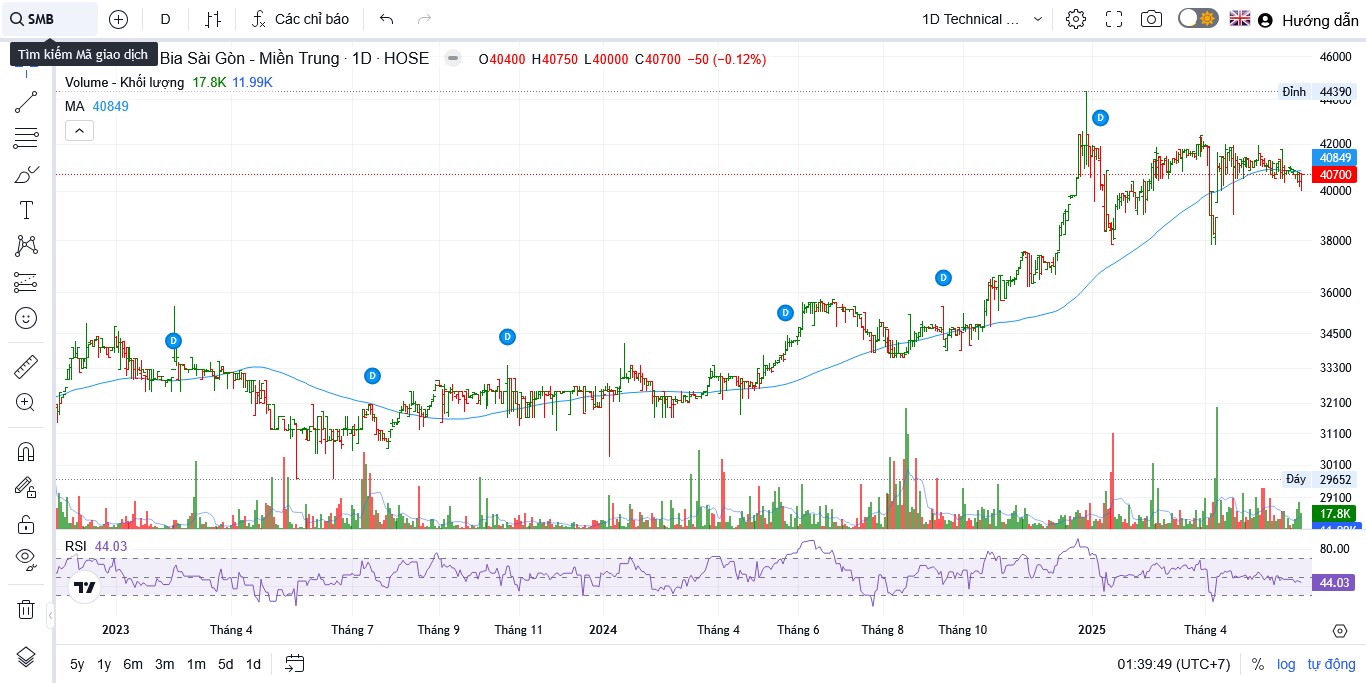 SMB
D
Các chỉ báo
1D Technical ...
Hướng dẫn
Tìm kiếm Mã giao dịch
Bia Sài Gòn - Miền Trung · 1D · HOSE
O40400 H40750 L40000 C40700 −50 (−0.12%)
Volume - Khối lượng 17.8K 11.99K
MA 40849
46000
Đỉnh 44390
44000
42000
40849
40700
40000
38000
36000
34500
33300
32100
31100
30100
Đáy 29652
29100
17.8K
D
D
D
D
D
D
RSI 44.03
80.00
44.03
2023
Tháng 4
Tháng 7
Tháng 9
Tháng 11
2024
Tháng 4
Tháng 6
Tháng 8
Tháng 10
2025
Tháng 4
5y 1y 6m 3m 1m 5d 1d
01:39:49 (UTC+7)
% log tự động